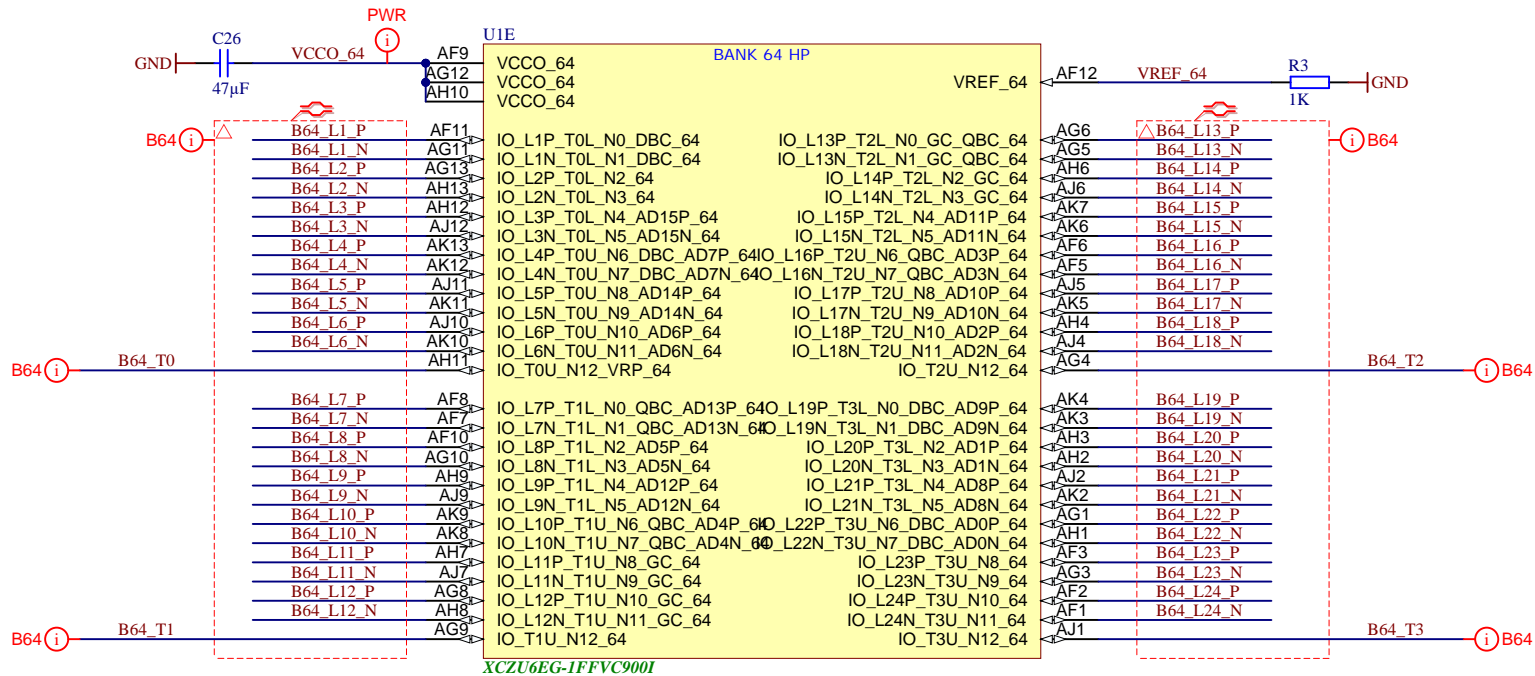 PWR
C26
VCCO_64
GND
47µF
U1E
BANK 64 HP
AF9 VCCO_64
AG12 VCCO_64
AH10 VCCO_64
VREF_64 AF12 VREF_64
R3
GND
1K
B64
B64
B64_L1_P AF11 IO_L1P_T0L_N0_DBC_64 IO_L13P_T2L_N0_GC_QBC_64 AG6 B64_L13_P
B64_L1_N AG11 IO_L1N_T0L_N1_DBC_64 IO_L13N_T2L_N1_GC_QBC_64 AG5 B64_L13_N
B64_L2_P AG13 IO_L2P_T0L_N2_64 IO_L14P_T2L_N2_GC_64 AH6 B64_L14_P
B64_L2_N AH13 IO_L2N_T0L_N3_64 IO_L14N_T2L_N3_GC_64 AJ6 B64_L14_N
B64_L3_P AH12 IO_L3P_T0L_N4_AD15P_64 IO_L15P_T2L_N4_AD11P_64 AK7 B64_L15_P
B64_L3_N AJ12 IO_L3N_T0L_N5_AD15N_64 IO_L15N_T2L_N5_AD11N_64 AK6 B64_L15_N
B64_L4_P AK13 IO_L4P_T0U_N6_DBC_AD7P_64 IO_L16P_T2U_N6_QBC_AD3P_64 AF6 B64_L16_P
B64_L4_N AK12 IO_L4N_T0U_N7_DBC_AD7N_64 IO_L16N_T2U_N7_QBC_AD3N_64 AF5 B64_L16_N
B64_L5_P AJ11 IO_L5P_T0U_N8_AD14P_64 IO_L17P_T2U_N8_AD10P_64 AJ5 B64_L17_P
B64_L5_N AK11 IO_L5N_T0U_N9_AD14N_64 IO_L17N_T2U_N9_AD10N_64 AK5 B64_L17_N
B64_L6_P AJ10 IO_L6P_T0U_N10_AD6P_64 IO_L18P_T2U_N10_AD2P_64 AH4 B64_L18_P
B64_L6_N AK10 IO_L6N_T0U_N11_AD6N_64 IO_L18N_T2U_N11_AD2N_64 AJ4 B64_L18_N
B64 B64_T0 AH11 IO_T0U_N12_VRP_64 IO_T2U_N12_64 AG4 B64_T2 B64
B64_L7_P AF8 IO_L7P_T1L_N0_QBC_AD13P_64 IO_L19P_T3L_N0_DBC_AD9P_64 AK4 B64_L19_P
B64_L7_N AF7 IO_L7N_T1L_N1_QBC_AD13N_64 IO_L19N_T3L_N1_DBC_AD9N_64 AK3 B64_L19_N
B64_L8_P AF10 IO_L8P_T1L_N2_AD5P_64 IO_L20P_T3L_N2_AD1P_64 AH3 B64_L20_P
B64_L8_N AG10 IO_L8N_T1L_N3_AD5N_64 IO_L20N_T3L_N3_AD1N_64 AH2 B64_L20_N
B64_L9_P AH9 IO_L9P_T1L_N4_AD12P_64 IO_L21P_T3L_N4_AD8P_64 AJ2 B64_L21_P
B64_L9_N AJ9 IO_L9N_T1L_N5_AD12N_64 IO_L21N_T3L_N5_AD8N_64 AK2 B64_L21_N
B64_L10_P AK9 IO_L10P_T1U_N6_QBC_AD4P_64 IO_L22P_T3U_N6_DBC_AD0P_64 AG1 B64_L22_P
B64_L10_N AK8 IO_L10N_T1U_N7_QBC_AD4N_64 IO_L22N_T3U_N7_DBC_AD0N_64 AH1 B64_L22_N
B64_L11_P AH7 IO_L11P_T1U_N8_GC_64 IO_L23P_T3U_N8_64 AF3 B64_L23_P
B64_L11_N AJ7 IO_L11N_T1U_N9_GC_64 IO_L23N_T3U_N9_64 AG3 B64_L23_N
B64_L12_P AG8 IO_L12P_T1U_N10_GC_64 IO_L24P_T3U_N10_64 AF2 B64_L24_P
B64_L12_N AH8 IO_L12N_T1U_N11_GC_64 IO_L24N_T3U_N11_64 AF1 B64_L24_N
B64 B64_T1 AG9 IO_T1U_N12_64 IO_T3U_N12_64 AJ1 B64_T3 B64
XCZU6EG-1FFVC900I